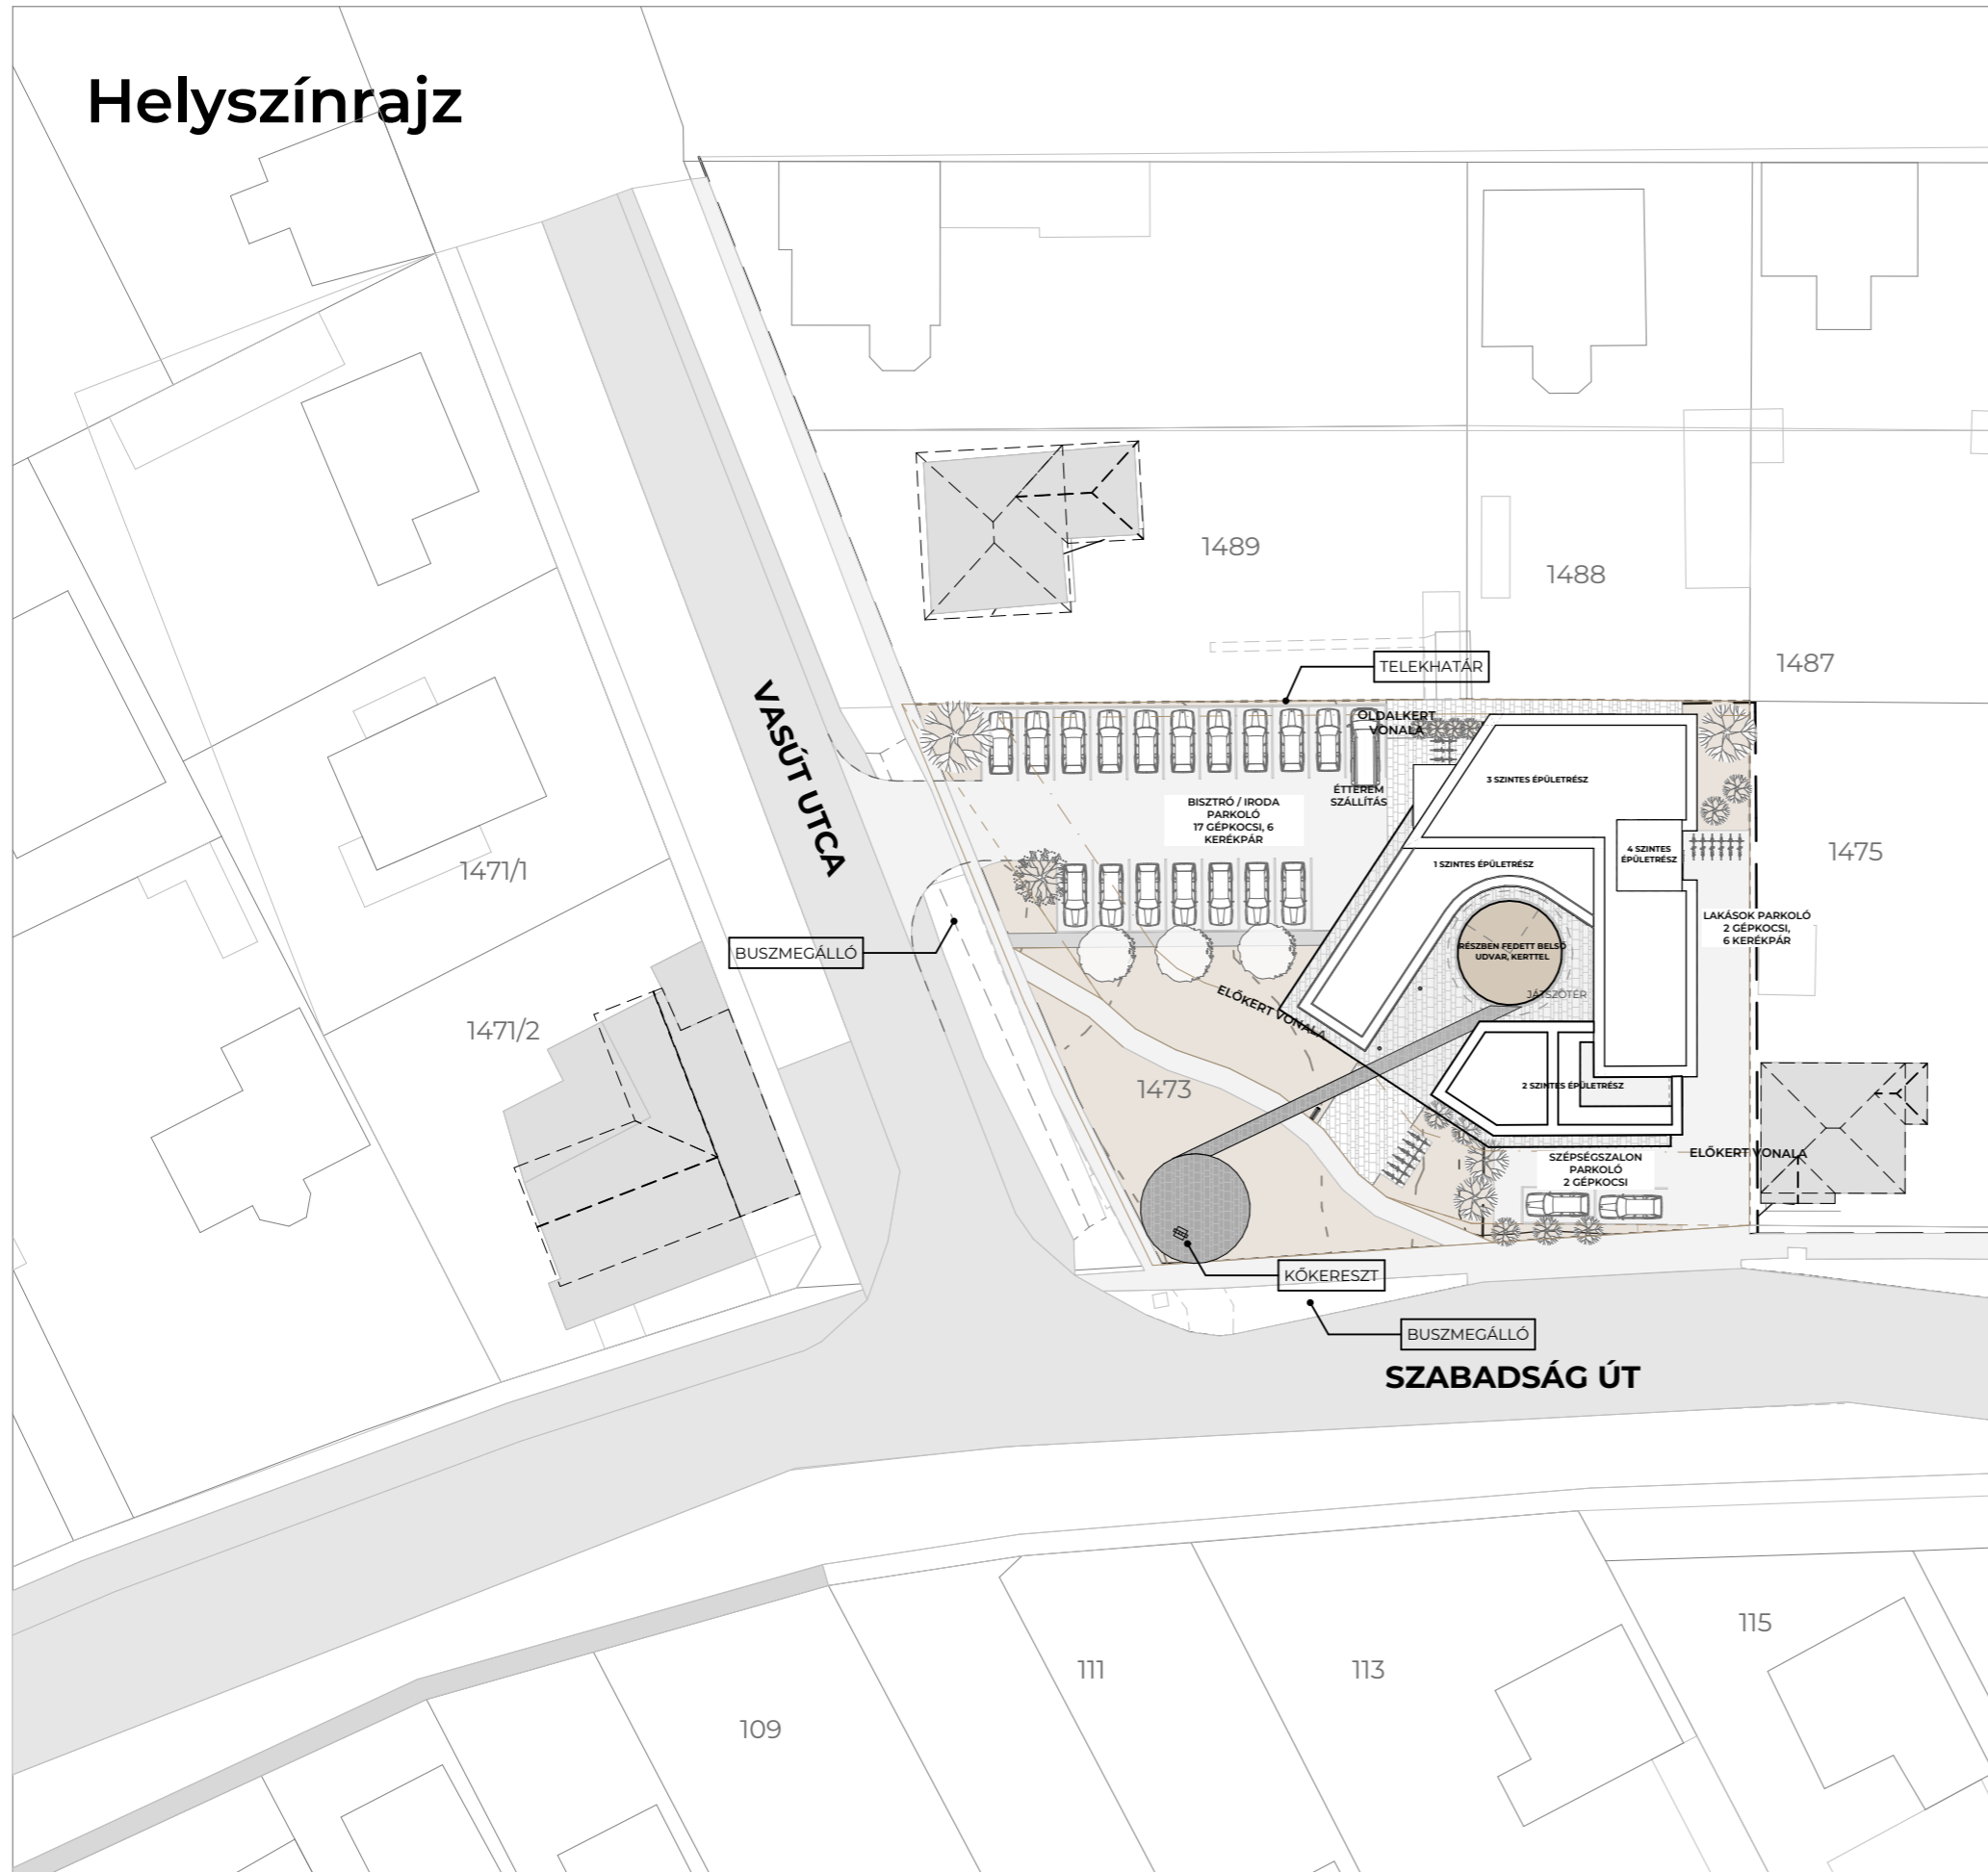 Helyszínrajz
1489
1488
1487
TELEKHATÁR
VASÚT UTCA
OLDALKERT
VONALA
ÉTTEREM
SZÁLLÍTÁS
BISZTRÓ / IRODA
PARKOLÓ
17 GÉPKOCSI, 6
KERÉKPÁR
3 SZINTES ÉPÜLETRÉSZ
4 SZINTES
ÉPÜLETRÉSZ
1 SZINTES ÉPÜLETRÉSZ
1475
1471/1
LAKÁSOK PARKOLÓ
2 GÉPKOCSI,
6 KERÉKPÁR
BUSZMEGÁLLÓ
RÉSZBEN FEDETT BELSŐ
UDVAR, KERTTEL
JÁTSZÓTÉR
ELŐKERT VONALA
1471/2
1473
2 SZINTES ÉPÜLETRÉSZ
ELŐKERT VONALA
SZÉPSÉGSZALON
PARKOLÓ
2 GÉPKOCSI
KŐKERESZT
BUSZMEGÁLLÓ
SZABADSÁG ÚT
115
111
113
109